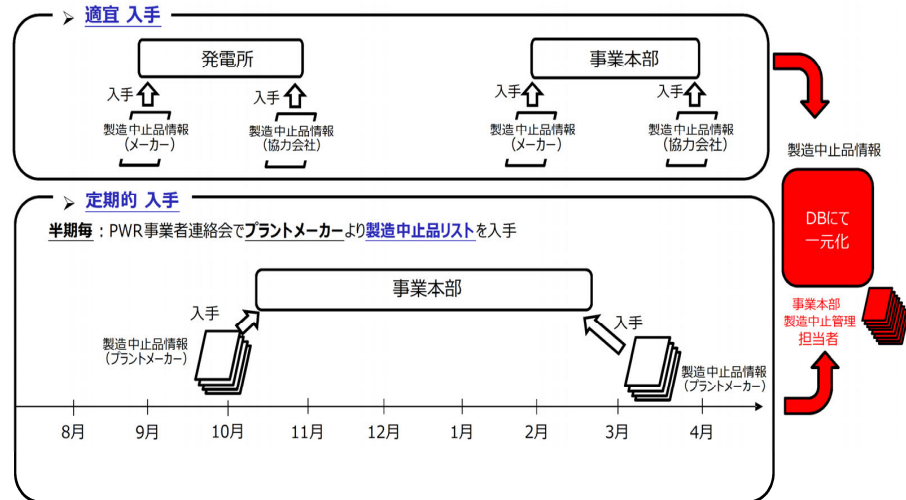 ➢ 適宜 入手
発電所
事業本部
入手
入手
入手
入手
製造中止品情報
(メーカー)
製造中止品情報
(協力会社)
製造中止品情報
(メーカー)
製造中止品情報
(協力会社)
製造中止品情報
DBにて
一元化
事業本部
製造中止管理
担当者
➢ 定期的 入手
半期毎：PWR事業者連絡会でプラントメーカーより製造中止品リストを入手
事業本部
入手
入手
製造中止品情報
(プラントメーカー)
製造中止品情報
(プラントメーカー)
8月
9月
10月
11月
12月
1月
2月
3月
4月